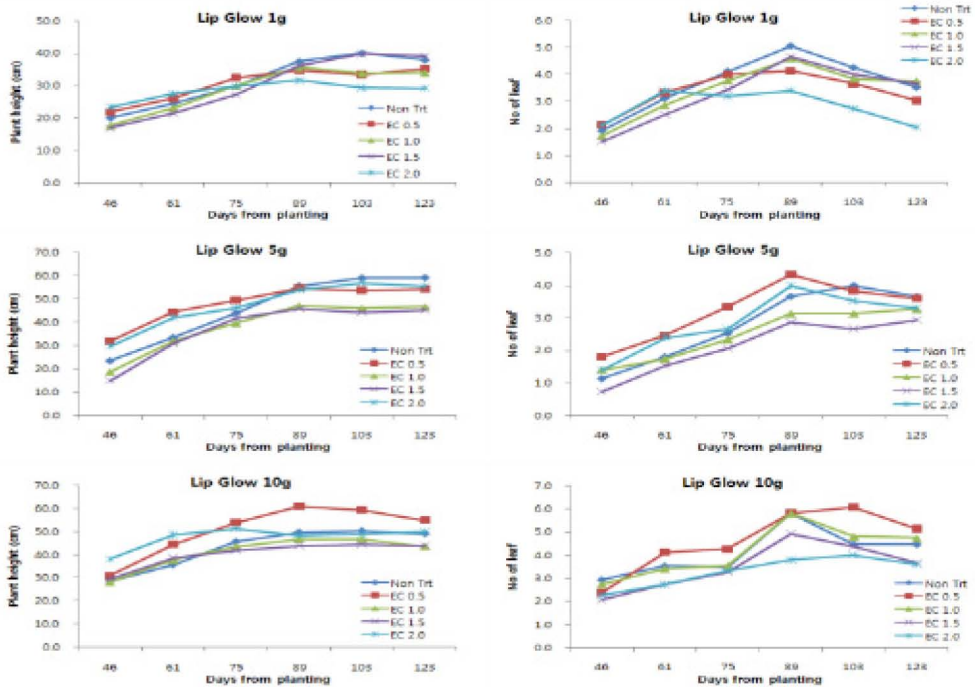 Lip Glow 1g
Plant height (cm)
50.0
40.0
30.0
20.0
10.0
0.0
Non Trt
EC 0.5
EC 1.0
EC 1.5
EC 2.0
46 61 75 89 103 123
Days from planting
Lip Glow 1g
No of leaf
6.0
5.0
4.0
3.0
2.0
1.0
0.0
Non Trt
EC 0.5
EC 1.0
EC 1.5
EC 2.0
46 61 75 89 103 123
Days from planting
Lip Glow 5g
Plant height (cm)
70.0
60.0
50.0
40.0
30.0
20.0
10.0
0.0
Non Trt
EC 0.5
EC 1.0
EC 1.5
EC 2.0
46 61 75 89 103 123
Days from planting
Lip Glow 5g
No of leaf
5.0
4.0
3.0
2.0
1.0
0.0
Non Trt
EC 0.5
EC 1.0
EC 1.5
EC 2.0
46 61 75 89 103 123
Days from planting
Lip Glow 10g
Plant height (cm)
70.0
60.0
50.0
40.0
30.0
20.0
10.0
0.0
Non Trt
EC 0.5
EC 1.0
EC 1.5
EC 2.0
46 61 75 89 103 123
Days from planting
Lip Glow 10g
No of leaf
7.0
6.0
5.0
4.0
3.0
2.0
1.0
0.0
Non Trt
EC 0.5
EC 1.0
EC 1.5
EC 2.0
46 61 75 89 103 123
Days from planting